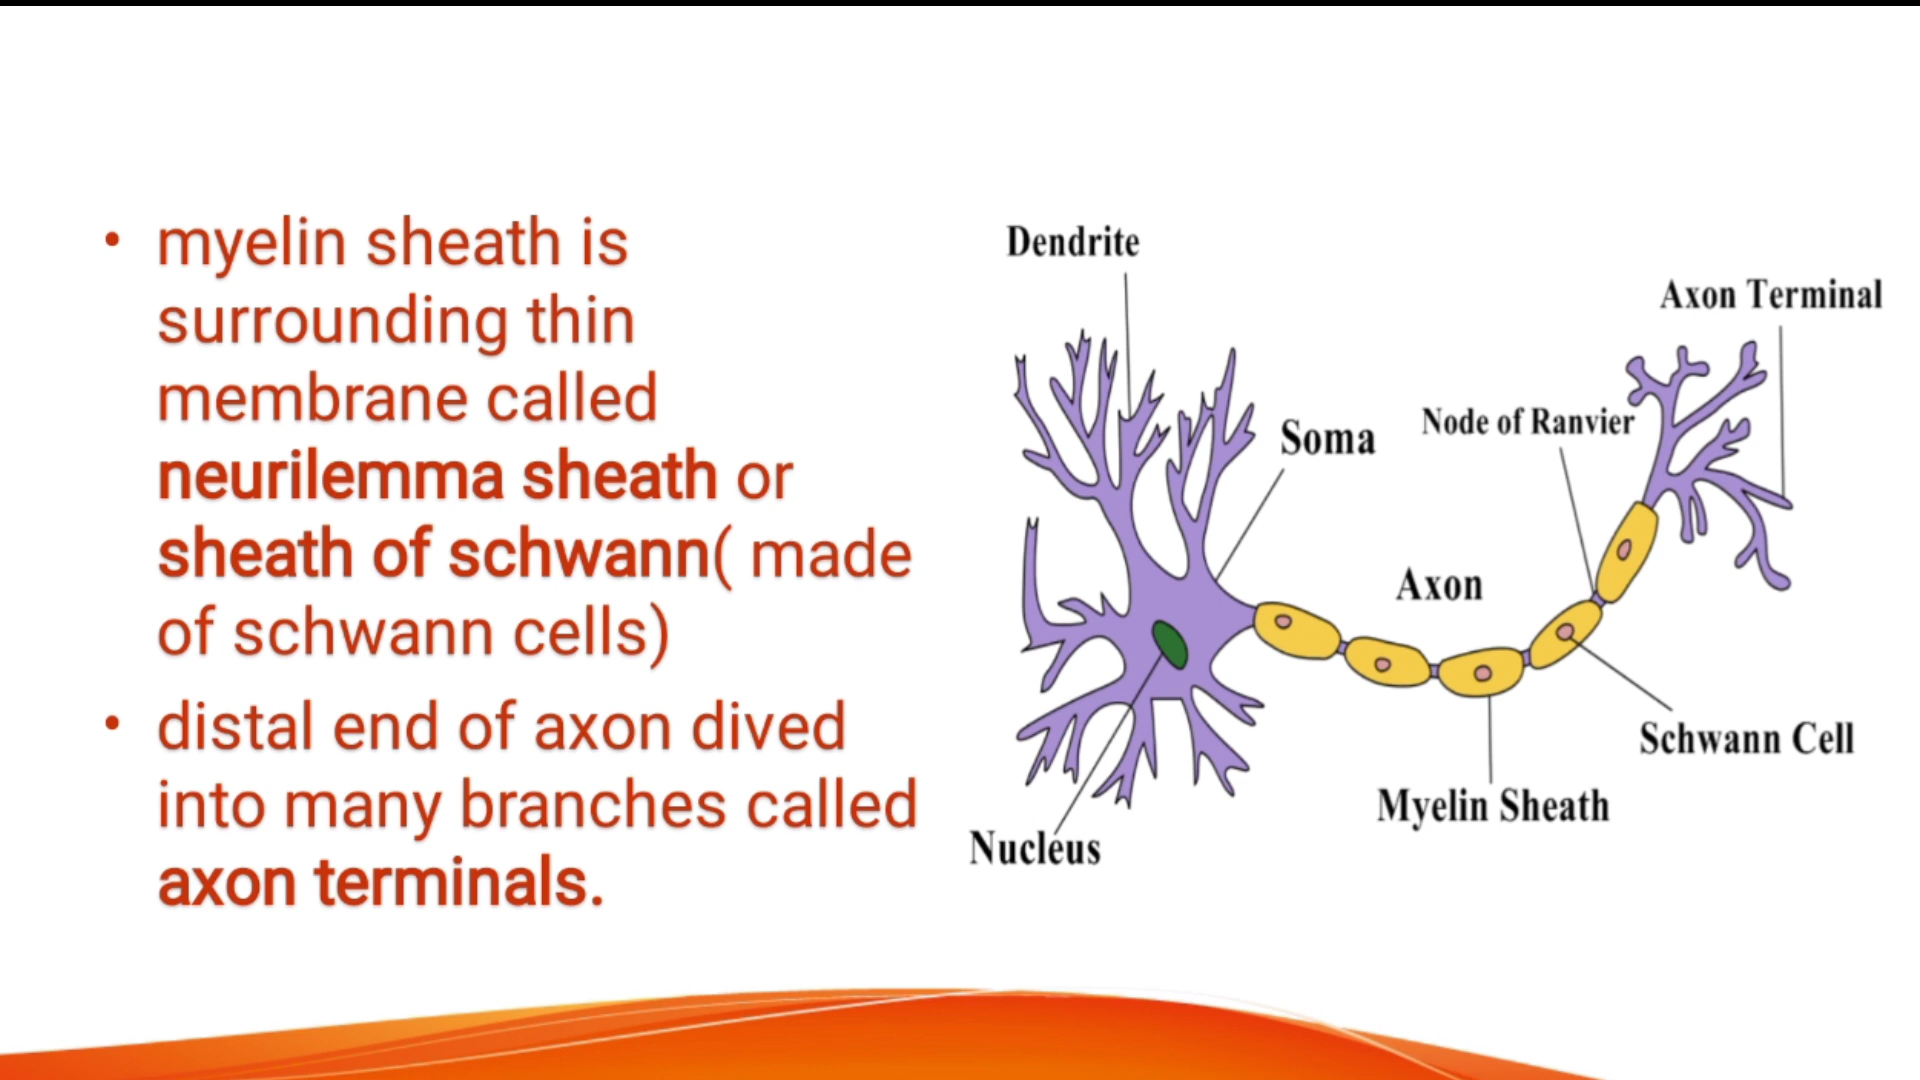 • myelin sheath is
surrounding thin
membrane called
neurilemma sheath or
sheath of schwann( made
of schwann cells)
• distal end of axon dived
into many branches called
axon terminals.
Dendrite
Axon Terminal
Soma
Node of Ranvier
Axon
Schwann Cell
Myelin Sheath
Nucleus